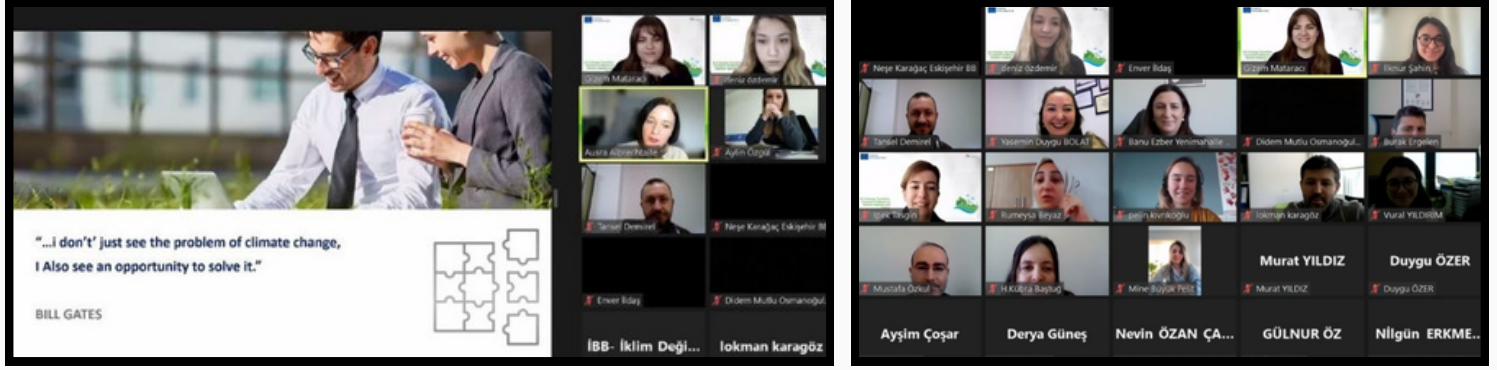 "...i don't' just see the problem of climate change,
I Also see an opportunity to solve it."
BILL GATES
Gizem Mataracı
deniz özdemir
Ausra Albrechtaite
Aylin Özgül
Tansel Demirel
Neşe Karağaç Eskişehir BB
Enver İldaş
Didem Mutlu Osmanoğul..
İBB- İklim Deği...
lokman karagöz
Neşe Karağaç Eskişehir BB
deniz özdemir
Enver İldaş
Gizem Mataracı
İlknur Şahin
Tansel Demirel
Yasemin Duygu BOLAT
Banu Ezber Yenimahalle ..
Didem Mutlu Osmanoğul...
Burak Ergelen
İpek Taşgın
Rumeysa Beyaz
pelin kıvrıkoğlu
lokman karagöz
Vural YILDIRIM
Mustafa Özkul
H.Kübra Baştuğ
Mine Büyük Pelit
Murat YILDIZ
Murat YILDIZ
Duygu ÖZER
Duygu ÖZER
Ayşim Çoşar
Derya Güneş
Nevin ÖZAN ÇA...
GÜLNUR ÖZ
Nilgün ERKME..